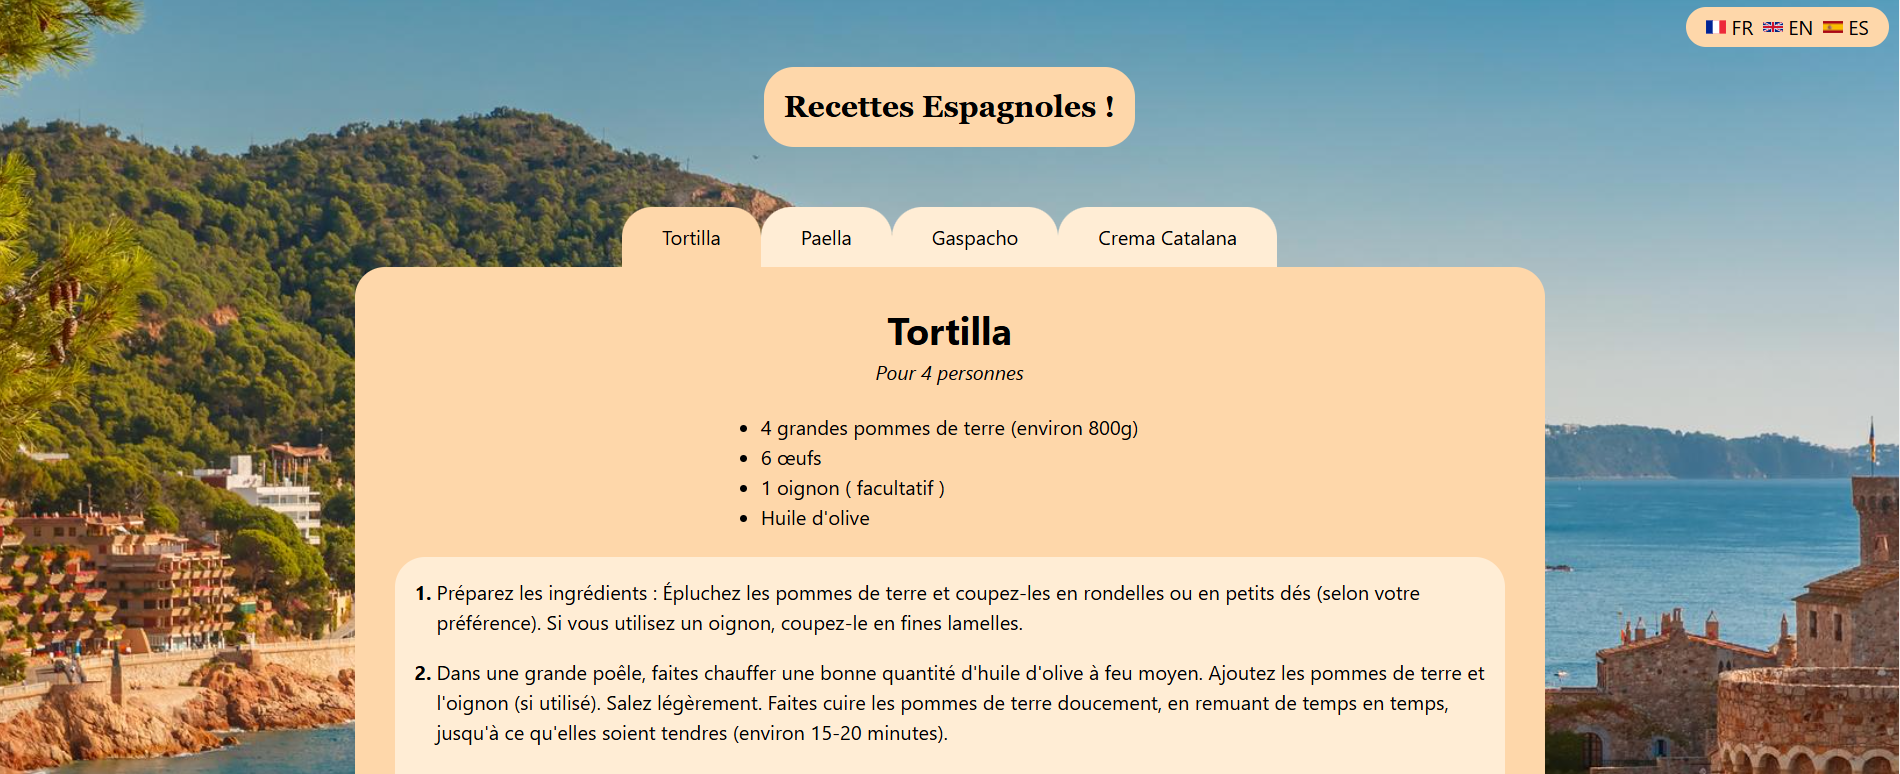 FR EN ES
Recettes Espagnoles !
Tortilla Paella Gaspacho Crema Catalana
Tortilla
Pour 4 personnes
4 grandes pommes de terre (environ 800g)
6 œufs
1 oignon ( facultatif )
Huile d'olive
1. Préparez les ingrédients : Épluchez les pommes de terre et coupez-les en rondelles ou en petits dés (selon votre
préférence). Si vous utilisez un oignon, coupez-le en fines lamelles.
2. Dans une grande poêle, faites chauffer une bonne quantité d'huile d'olive à feu moyen. Ajoutez les pommes de terre et
l'oignon (si utilisé). Salez légèrement. Faites cuire les pommes de terre doucement, en remuant de temps en temps,
jusqu'à ce qu'elles soient tendres (environ 15-20 minutes).